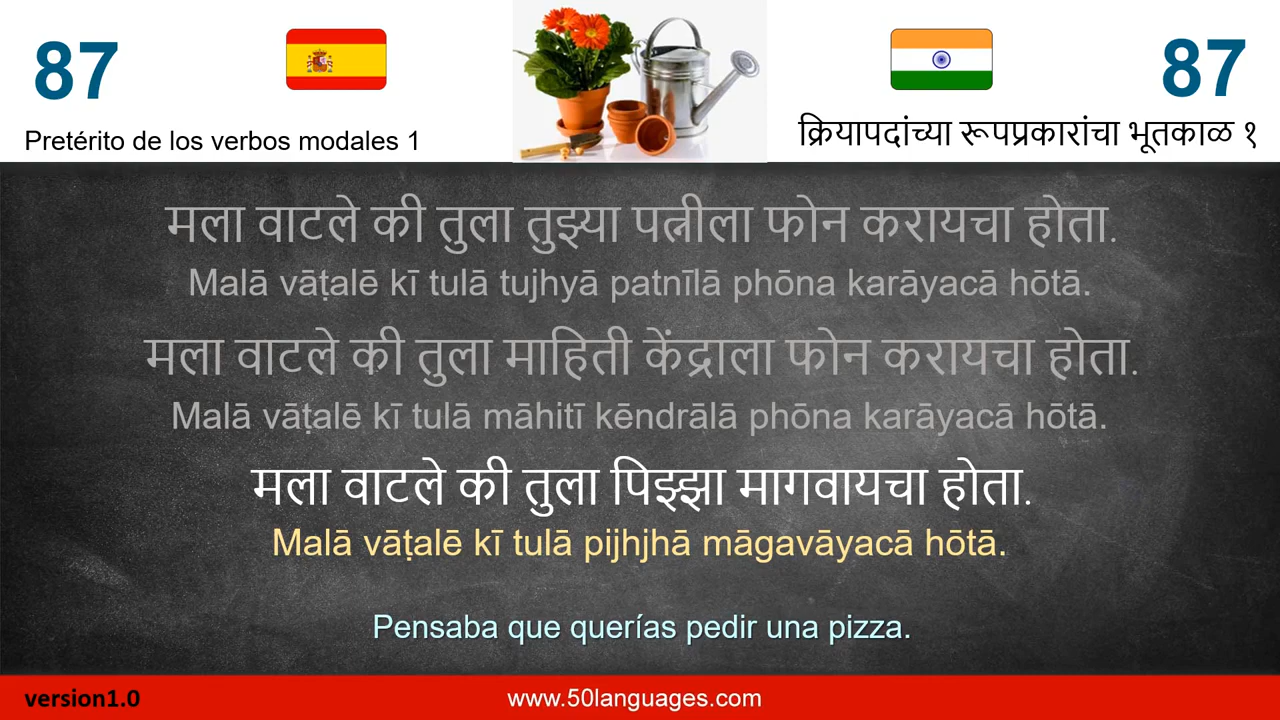 87
87
Pretérito de los verbos modales 1
क्रियापदांच्या रूपप्रकारांचा भूतकाळ १
मला वाटले की तुला तुझ्या पत्नीला फोन करायचा होता.
Malā vāṭalē kī tulā tujhyā patnīlā phōna karāyacā hōtā.
मला वाटले की तुला माहिती केंद्राला फोन करायचा होता.
Malā vāṭalē kī tulā māhitī kēndrālā phōna karāyacā hōtā.
मला वाटले की तुला पिझ्झा मागवायचा होता.
Malā vāṭalē kī tulā pijhjhā māgavāyacā hōtā.
Pensaba que querías pedir una pizza.
version1.0
www.50languages.com